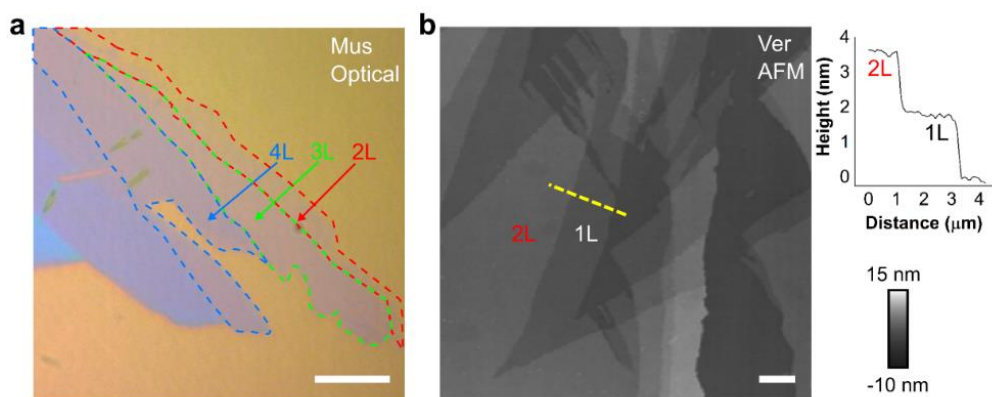 a
Mus
Optical
4L
3L
2L
b
Ver
AFM
2L
1L
Height (nm)
4
3
2
1
0
2L
1L
0
1
2
3
4
Distance (μm)
15 nm
-10 nm